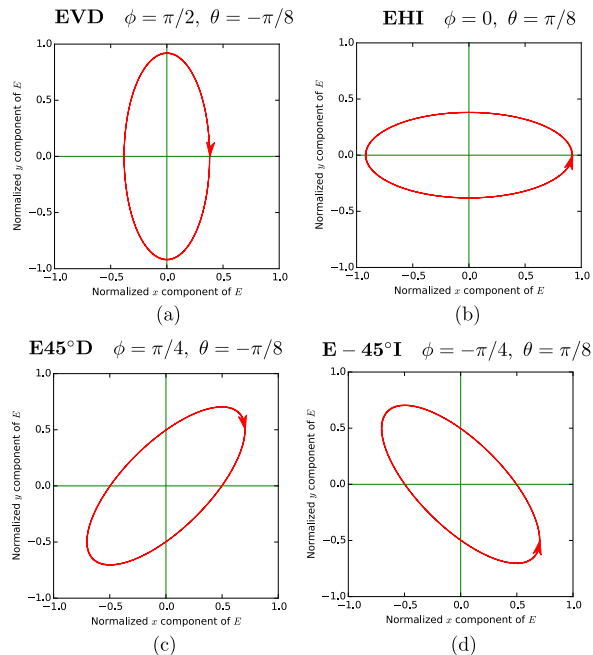 EVD ϕ = π/2, θ = −π/8
1.0
0.5
0.0
−0.5
−1.0
−1.0 −0.5 0.0 0.5 1.0
Normalized y component of E
Normalized x component of E
(a)
EHI ϕ = 0, θ = π/8
1.0
0.5
0.0
−0.5
−1.0
−1.0 −0.5 0.0 0.5 1.0
Normalized y component of E
Normalized x component of E
(b)
E45°D ϕ = π/4, θ = −π/8
1.0
0.5
0.0
−0.5
−1.0
−1.0 −0.5 0.0 0.5 1.0
Normalized y component of E
Normalized x component of E
(c)
E − 45°I ϕ = −π/4, θ = π/8
1.0
0.5
0.0
−0.5
−1.0
−1.0 −0.5 0.0 0.5 1.0
Normalized y component of E
Normalized x component of E
(d)